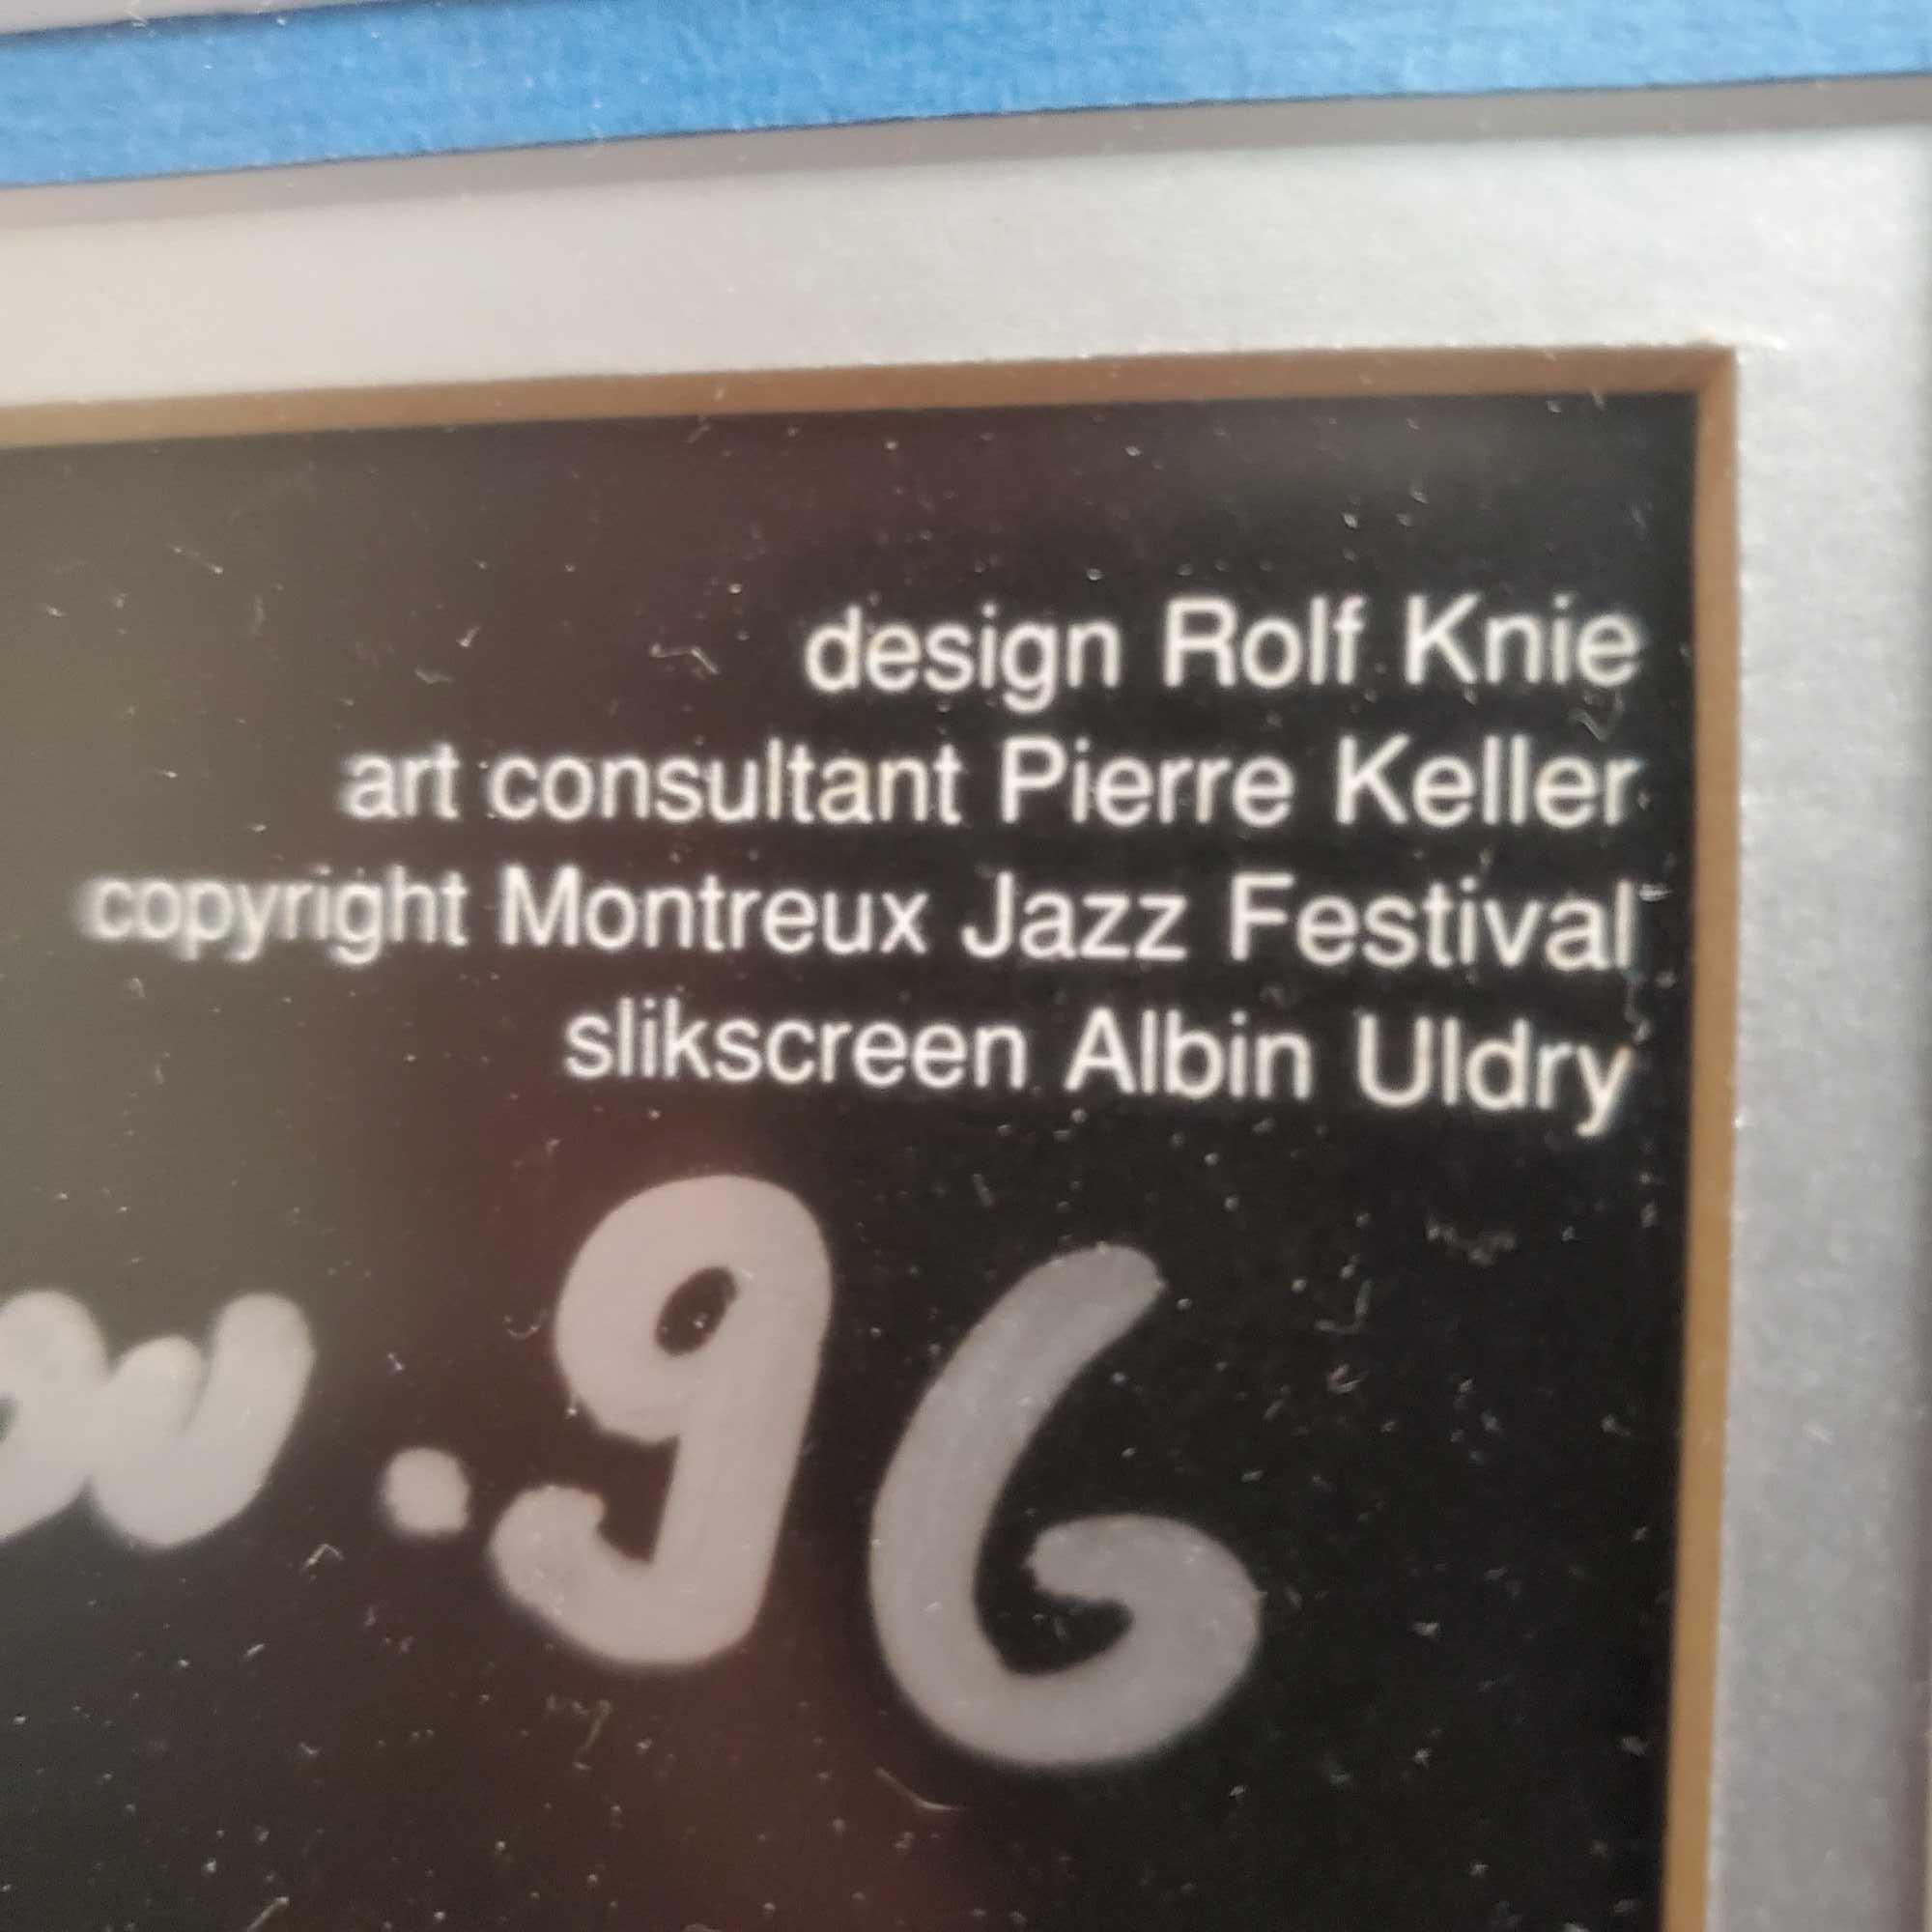 design Rolf Knie
art consultant Pierre Keller
copyright Montreux Jazz Festival
slikscreen Albin Uldry
.96